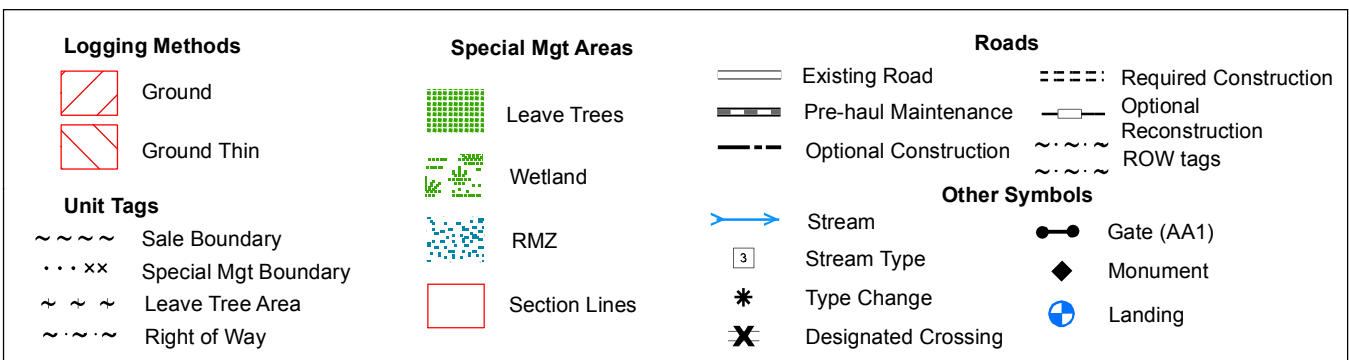 Logging Methods
Ground
Ground Thin
Unit Tags
Sale Boundary
Special Mgt Boundary
Leave Tree Area
Right of Way
Special Mgt Areas
Leave Trees
Wetland
RMZ
Section Lines
Roads
Existing Road
Pre-haul Maintenance
Optional Construction
Required Construction
Optional
Reconstruction
ROW tags
Other Symbols
Stream
3
Stream Type
Type Change
Designated Crossing
Gate (AA1)
Monument
Landing